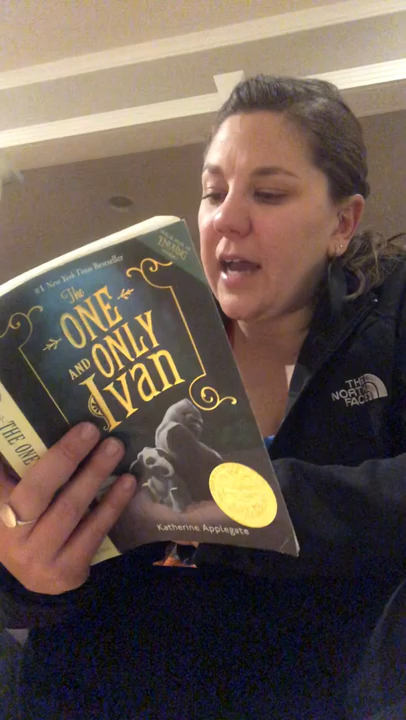 #1 New York Times Bestseller
The
ONE
AND ONLY
Ivan
Katherine Applegate
THE ONE
THE
NORTH
FACE